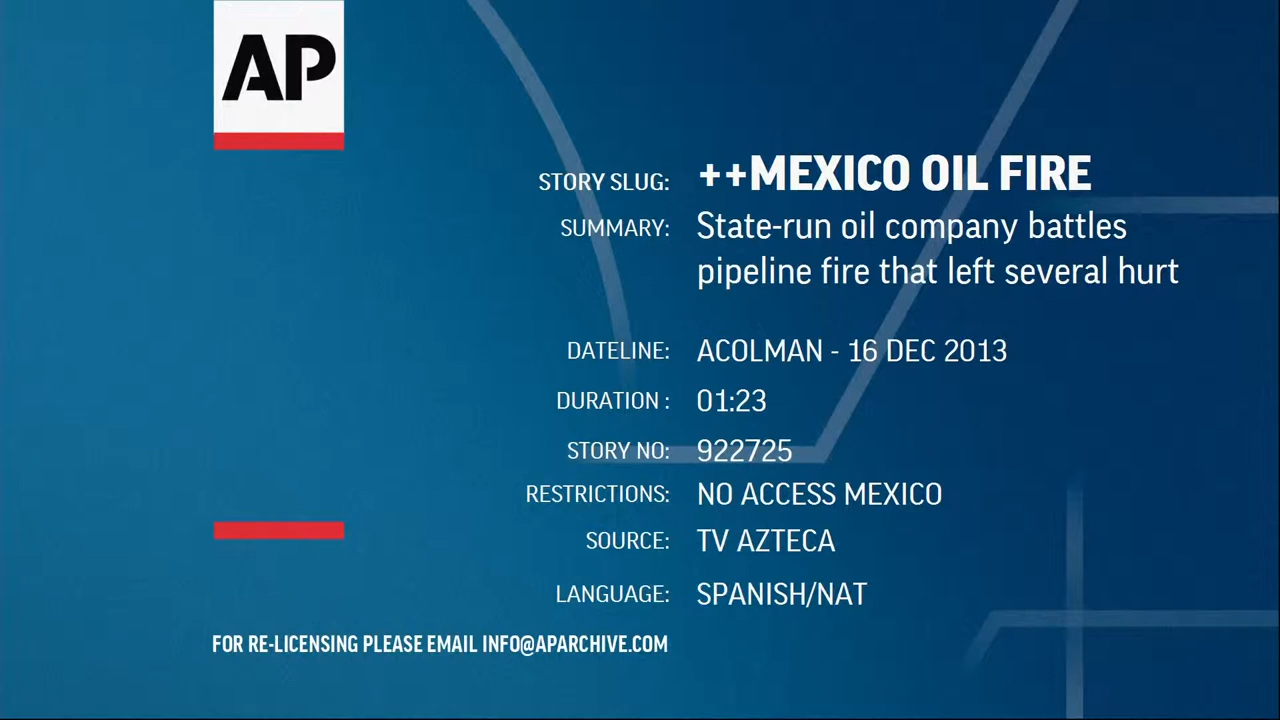 AP
STORY SLUG: ++MEXICO OIL FIRE
SUMMARY: State-run oil company battles
pipeline fire that left several hurt
DATELINE: ACOLMAN - 16 DEC 2013
DURATION : 01:23
STORY NO: 922725
RESTRICTIONS: NO ACCESS MEXICO
SOURCE: TV AZTECA
LANGUAGE: SPANISH/NAT
FOR RE-LICENSING PLEASE EMAIL INFO@APARCHIVE.COM